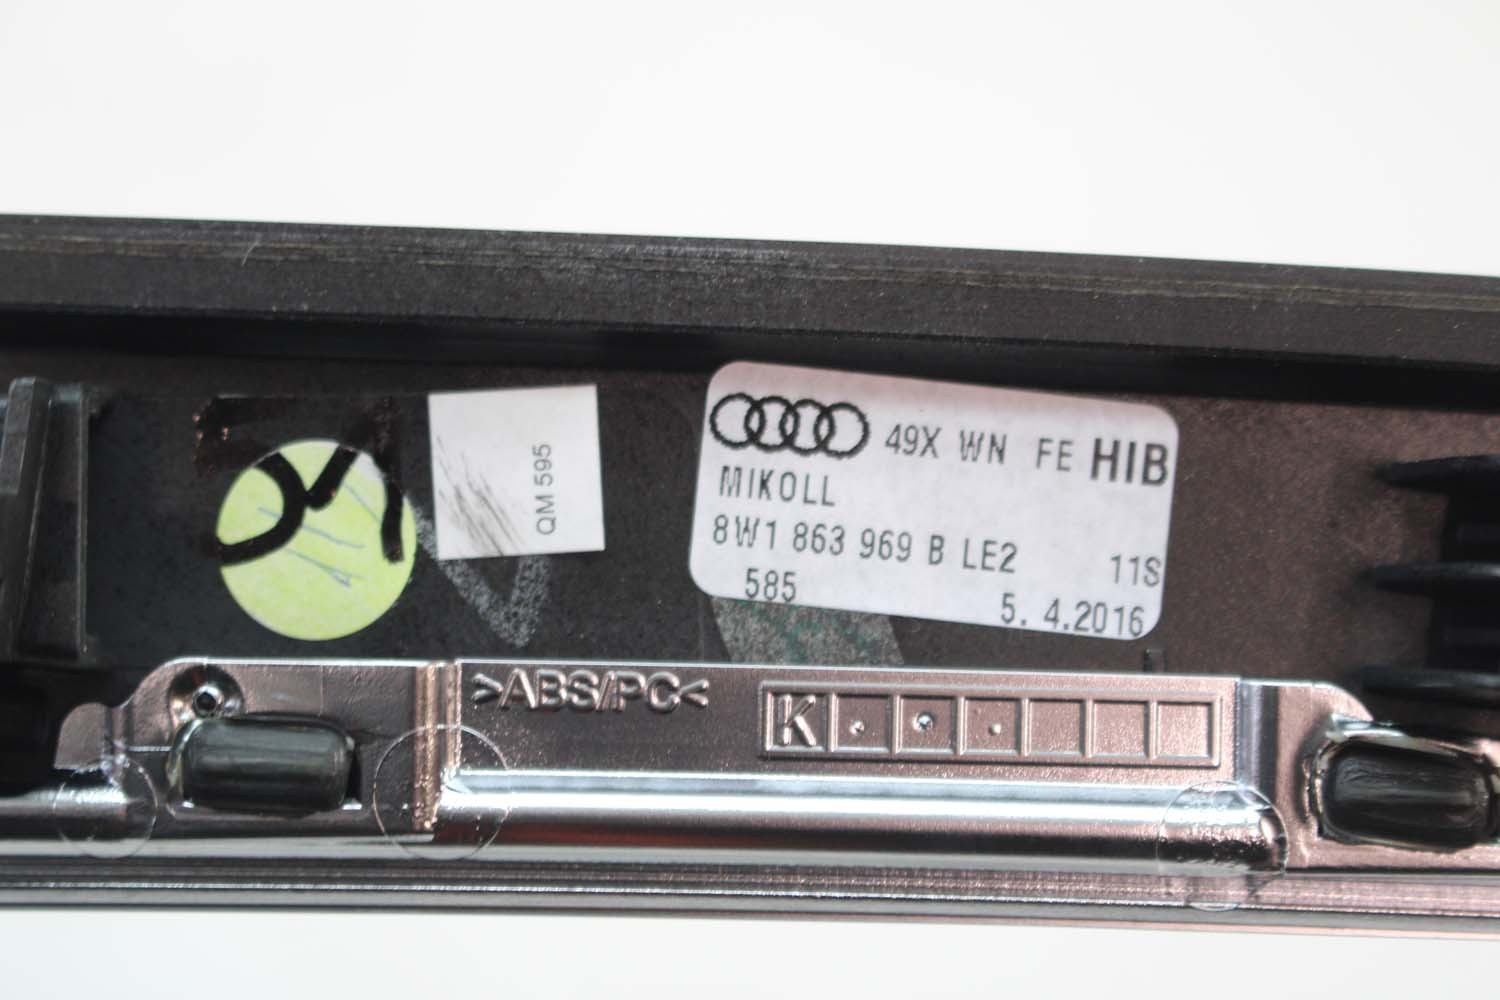 49X WN FE HIB
MIKOLL
8W1 863 969 B LE2 11S
585 5. 4.2016
QM 595
>ABS/PC<
K